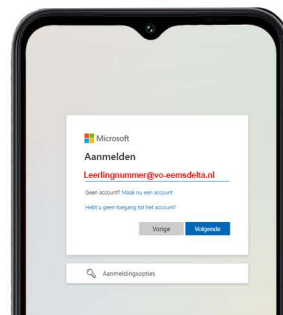 Microsoft
Aanmelden
Leerlingnummer@vo-eemsdelta.nl
Geen account? Maak nu een account
Hebt u geen toegang tot het account?
Vorige
Volgende
Aanmeldingsopties